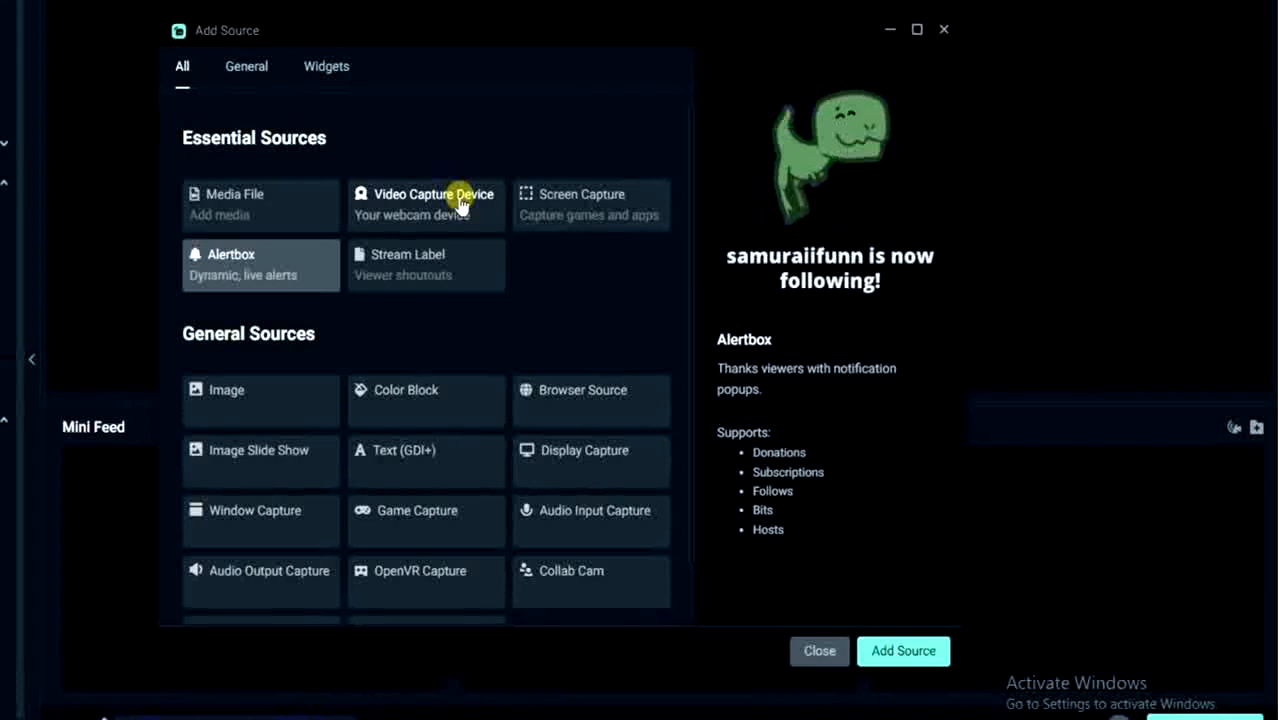 Add Source
All
General
Widgets
Essential Sources
Media File
Add media
Video Capture Device
Your webcam device
Screen Capture
Capture games and apps
Alertbox
Dynamic, live alerts
Stream Label
Viewer shoutouts
General Sources
Image
Color Block
Browser Source
Image Slide Show
Text (GDI+)
Display Capture
Window Capture
Game Capture
Audio Input Capture
Audio Output Capture
OpenVR Capture
Collab Cam
samuraiifunn is now
following!
Alertbox
Thanks viewers with notification
popups.
Supports:
• Donations
• Subscriptions
• Follows
• Bits
• Hosts
Close
Add Source
Mini Feed
Activate Windows
Go to Settings to activate Windows